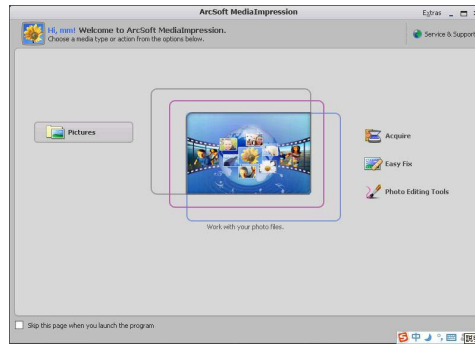 ArcSoft MediaImpression
Extras
Hi, mm! Welcome to ArcSoft MediaImpression.
Choose a media type or action from the options below.
Service & Support
Pictures
Acquire
Easy Fix
Photo Editing Tools
Work with your photo files.
Skip this page when you launch the program
中